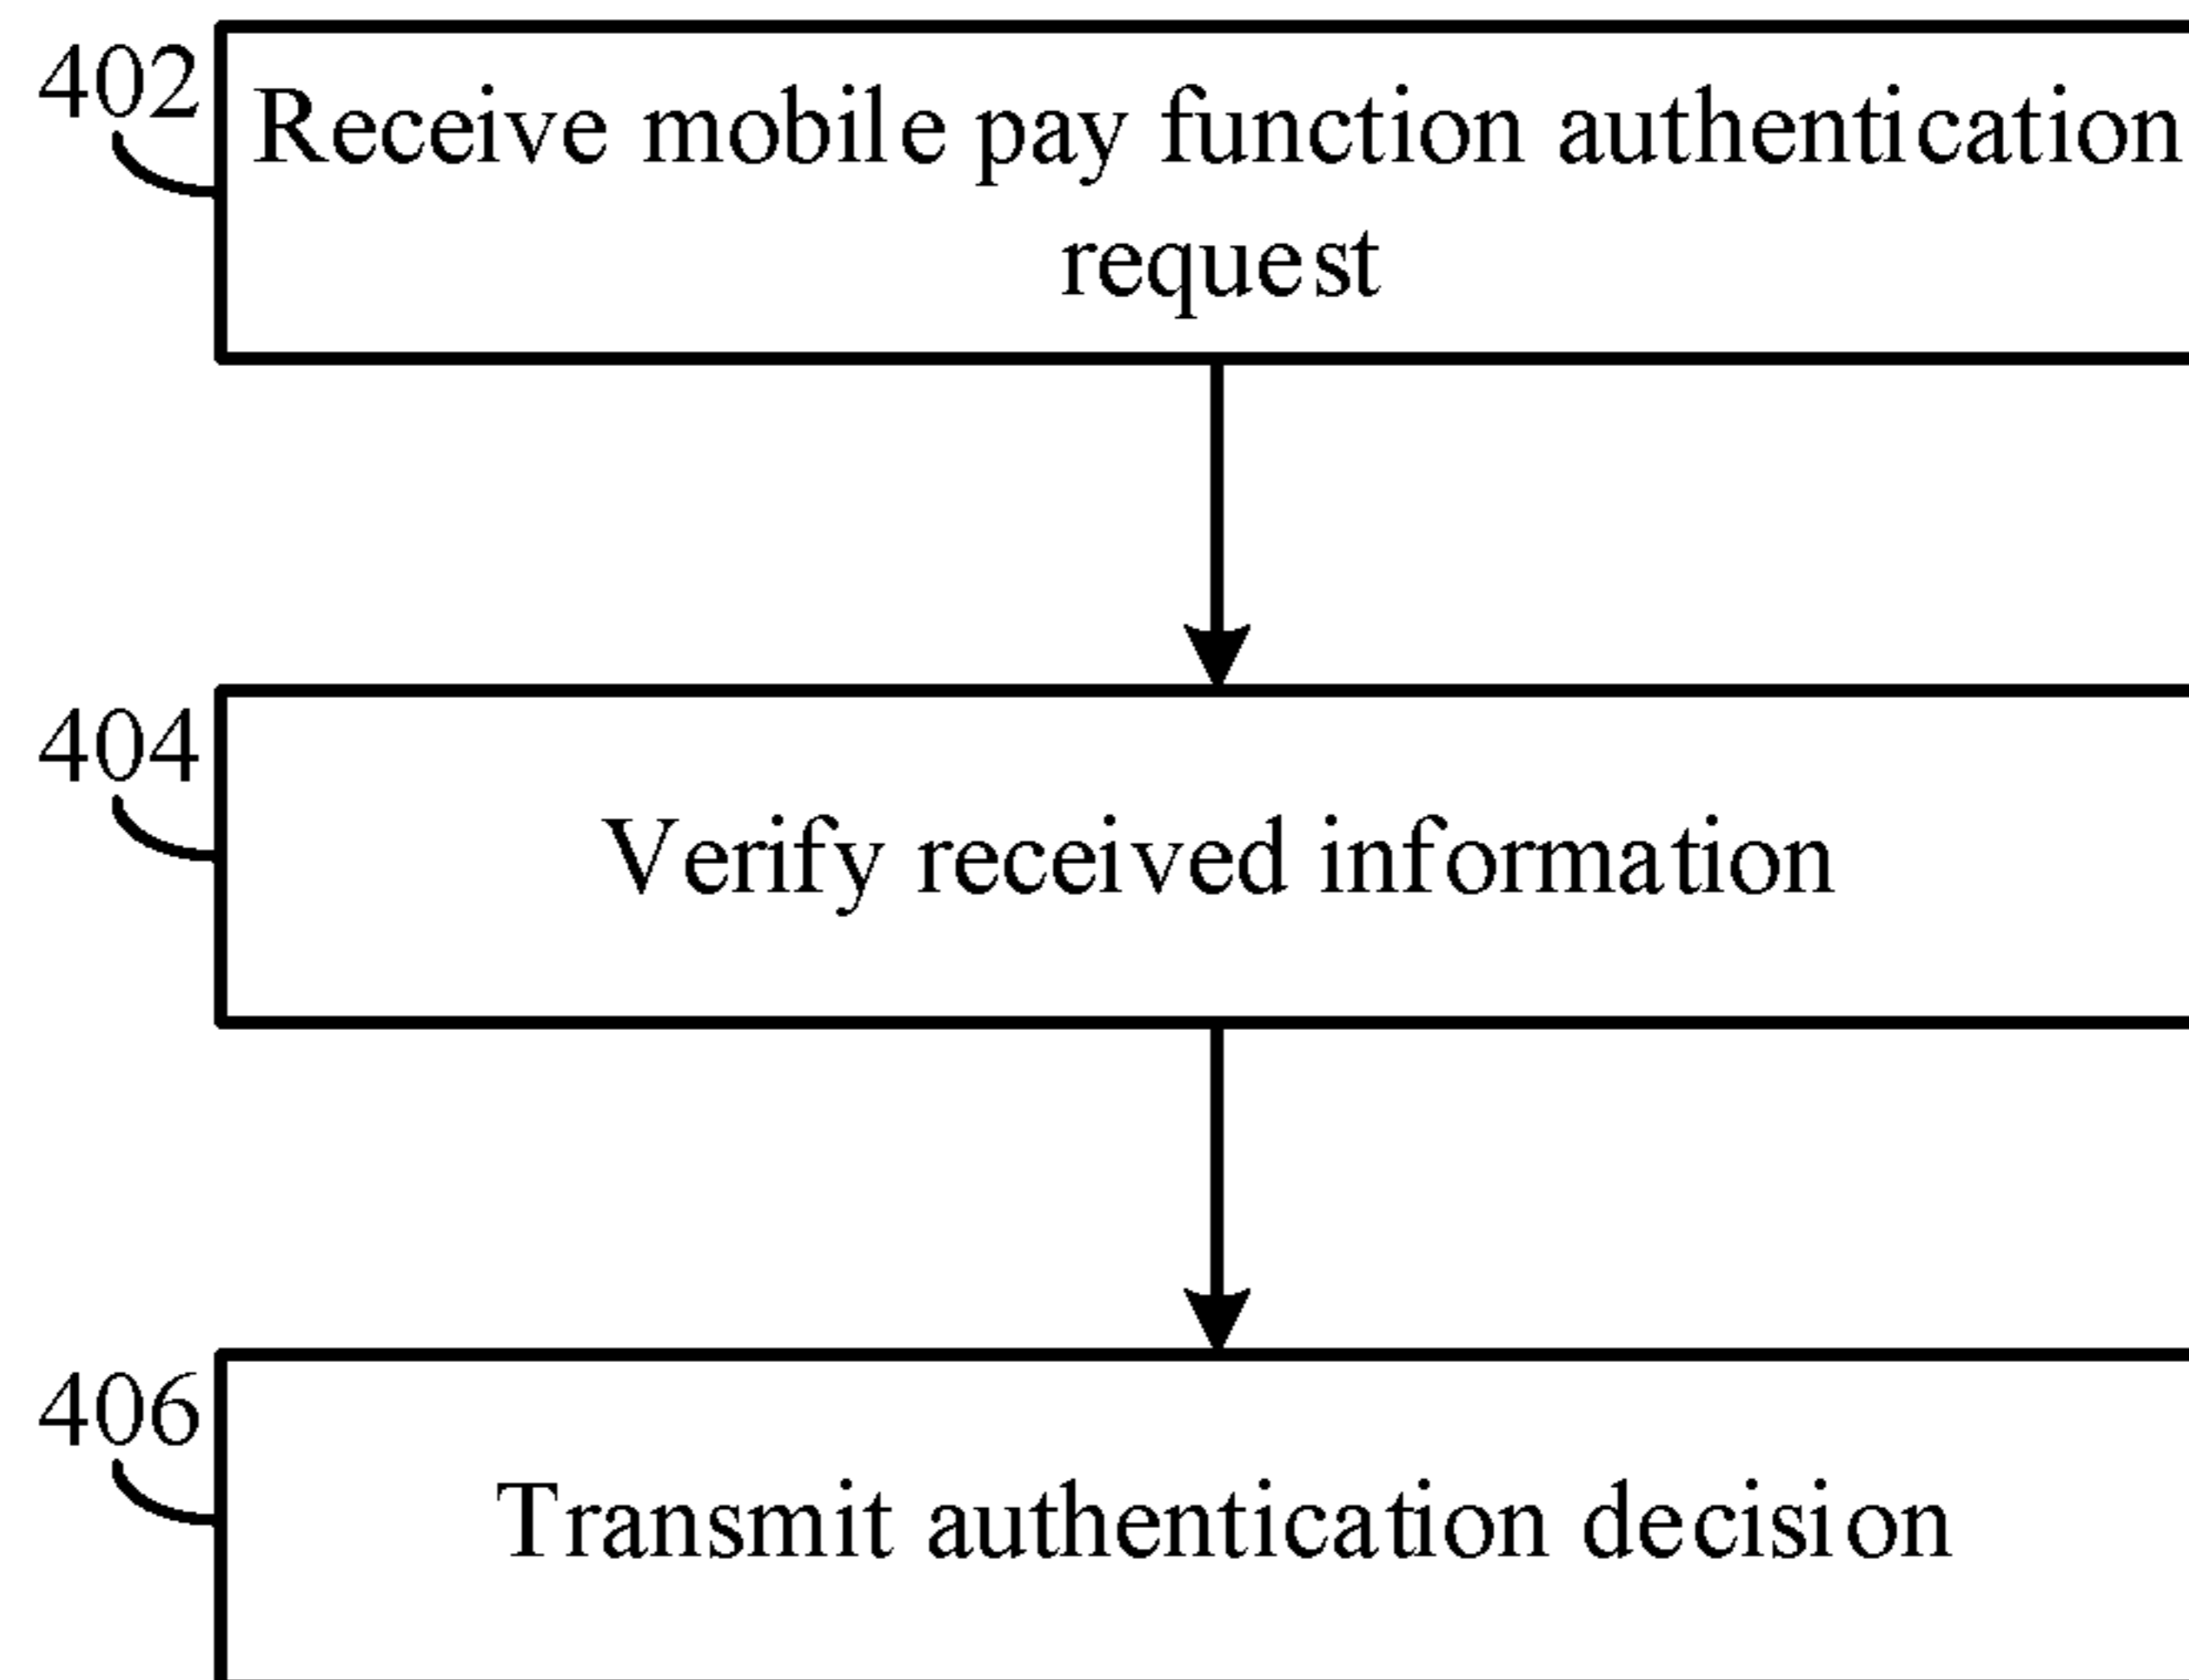 402
Receive mobile pay function authentication
request
404
Verify received information
406
Transmit authentication decision